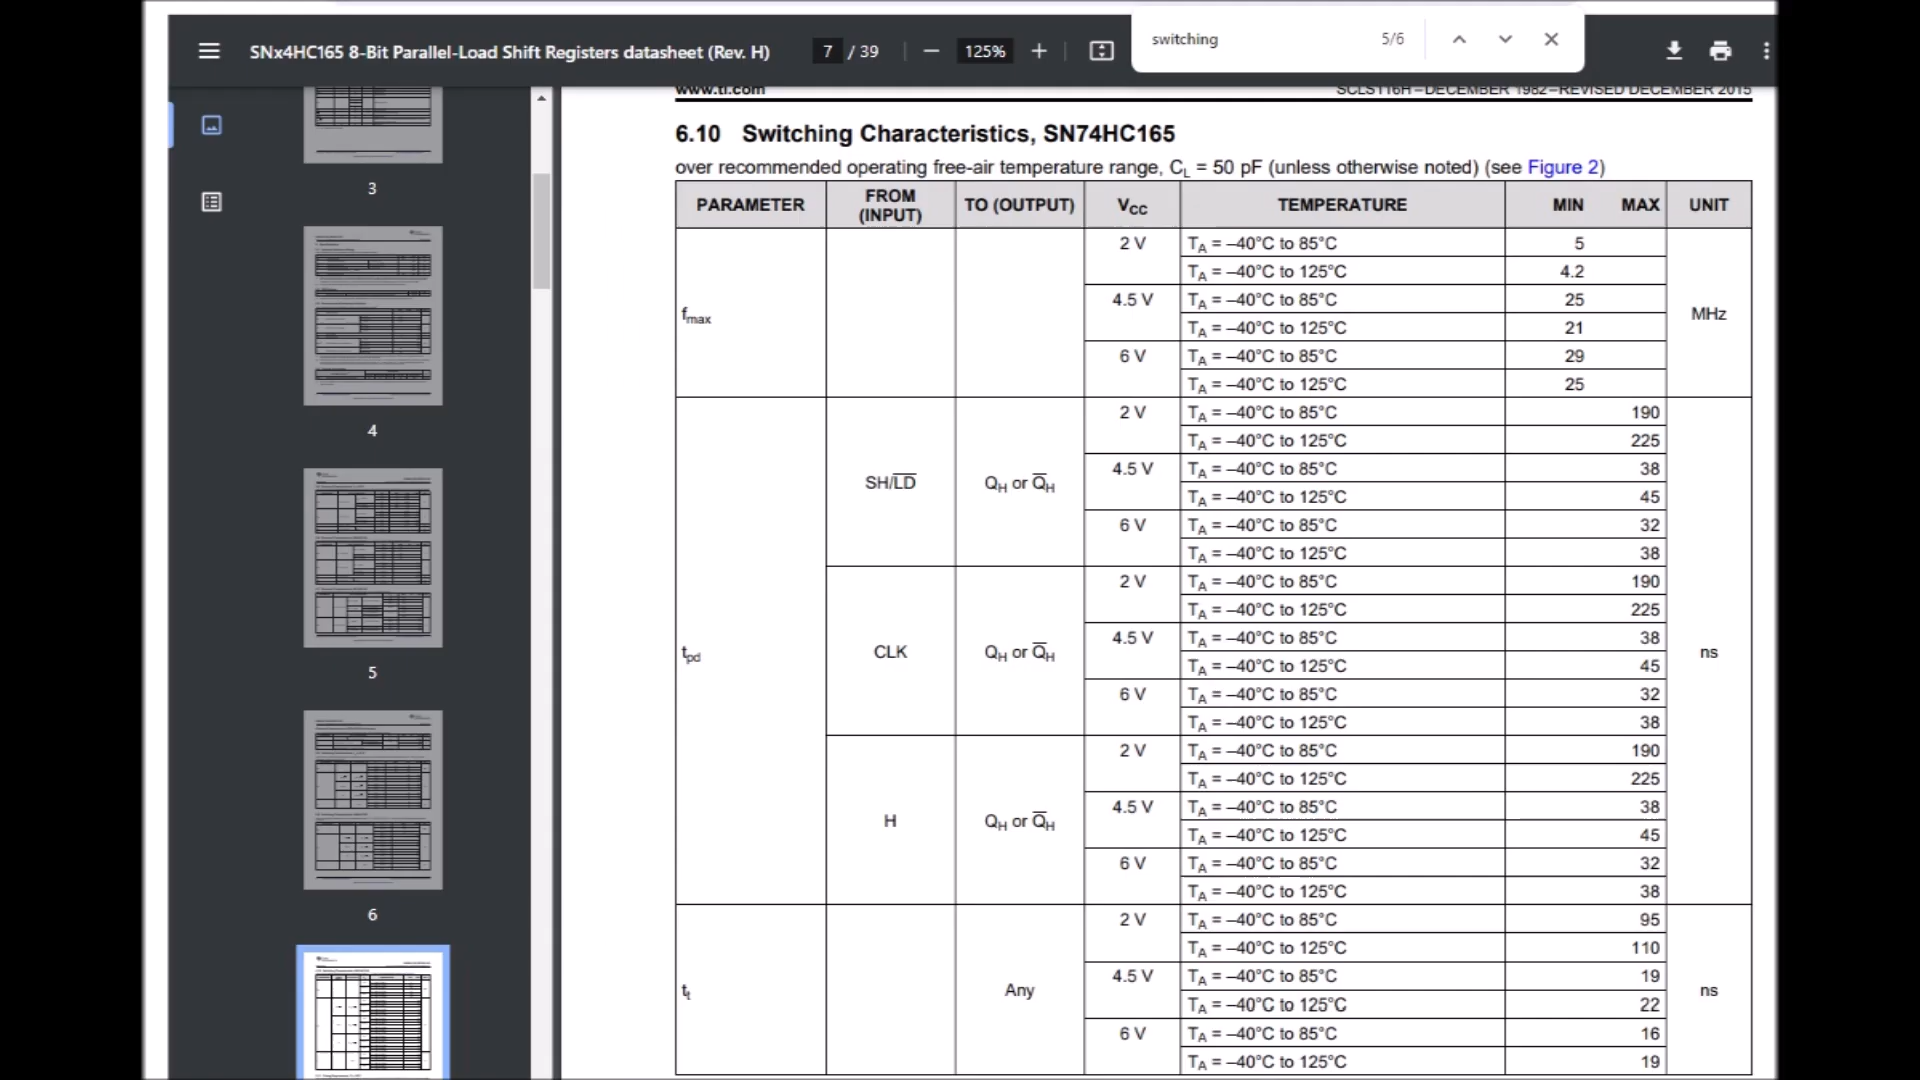 SNx4HC165 8-Bit Parallel-Load Shift Registers datasheet (Rev. H)
7 / 39
125%
switching
5/6
3
4
5
6
www.ti.com
SCLS116H – DECEMBER 1982 – REVISED DECEMBER 2015
6.10 Switching Characteristics, SN74HC165
over recommended operating free-air temperature range, CL = 50 pF (unless otherwise noted) (see Figure 2)
PARAMETER FROM (INPUT) TO (OUTPUT) VCC TEMPERATURE MIN MAX UNIT
fmax 2 V TA = –40°C to 85°C 5 MHz
TA = –40°C to 125°C 4.2
4.5 V TA = –40°C to 85°C 25
TA = –40°C to 125°C 21
6 V TA = –40°C to 85°C 29
TA = –40°C to 125°C 25
tpd SH/L̅D̅ QH or Q̅H 2 V TA = –40°C to 85°C 190 ns
TA = –40°C to 125°C 225
4.5 V TA = –40°C to 85°C 38
TA = –40°C to 125°C 45
6 V TA = –40°C to 85°C 32
TA = –40°C to 125°C 38
CLK QH or Q̅H 2 V TA = –40°C to 85°C 190
TA = –40°C to 125°C 225
4.5 V TA = –40°C to 85°C 38
TA = –40°C to 125°C 45
6 V TA = –40°C to 85°C 32
TA = –40°C to 125°C 38
H QH or Q̅H 2 V TA = –40°C to 85°C 190
TA = –40°C to 125°C 225
4.5 V TA = –40°C to 85°C 38
TA = –40°C to 125°C 45
6 V TA = –40°C to 85°C 32
TA = –40°C to 125°C 38
tt Any 2 V TA = –40°C to 85°C 95 ns
TA = –40°C to 125°C 110
4.5 V TA = –40°C to 85°C 19
TA = –40°C to 125°C 22
6 V TA = –40°C to 85°C 16
TA = –40°C to 125°C 19